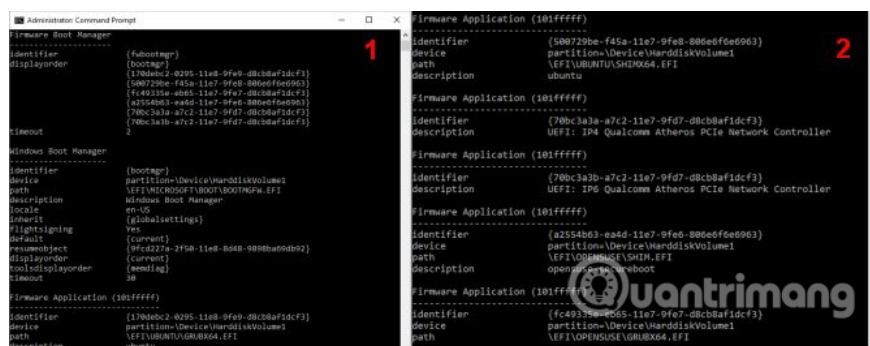 Administrator: Command Prompt
1
Firmware Boot Manager
---------------------
identifier {fwbootmgr}
displayorder {bootmgr}
{170debc2-0295-11e8-9fe9-d8cb8af1dcf3}
{500729be-f45a-11e7-9fe8-806e6f6e6963}
{fc49335e-eb65-11e7-9fe7-d8cb8af1dcf3}
{a2554b63-ea4d-11e7-9fe6-806e6f6e6963}
{70bc3a3a-a7c2-11e7-9fd7-d8cb8af1dcf3}
{70bc3a3b-a7c2-11e7-9fd7-d8cb8af1dcf3}
timeout 2
Windows Boot Manager
--------------------
identifier {bootmgr}
device partition=\Device\HarddiskVolume1
path \EFI\MICROSOFT\BOOT\BOOTMGFW.EFI
description Windows Boot Manager
locale en-US
inherit {globalsettings}
flightsigning Yes
default {current}
resumeobject {9fcd227a-2f50-11e8-8d48-9898ba69db92}
displayorder {current}
toolsdisplayorder {memdiag}
timeout 30
Firmware Application (101fffff)
-------------------------------
identifier {170debc2-0295-11e8-9fe9-d8cb8af1dcf3}
device partition=\Device\HarddiskVolume1
path \EFI\UBUNTU\GRUBX64.EFI
description ubuntu
2
Firmware Application (101fffff)
-------------------------------
identifier {500729be-f45a-11e7-9fe8-806e6f6e6963}
device partition=\Device\HarddiskVolume1
path \EFI\UBUNTU\SHIMX64.EFI
description ubuntu
Firmware Application (101fffff)
-------------------------------
identifier {70bc3a3a-a7c2-11e7-9fd7-d8cb8af1dcf3}
description UEFI: IP4 Qualcomm Atheros PCIe Network Controller
Firmware Application (101fffff)
-------------------------------
identifier {70bc3a3b-a7c2-11e7-9fd7-d8cb8af1dcf3}
description UEFI: IP6 Qualcomm Atheros PCIe Network Controller
Firmware Application (101fffff)
-------------------------------
identifier {a2554b63-ea4d-11e7-9fe6-806e6f6e6963}
device partition=\Device\HarddiskVolume1
path \EFI\OPENSUSE\SHIM.EFI
description opensuse-secureboot
Firmware Application (101fffff)
-------------------------------
identifier {fc49335e-eb65-11e7-9fe7-d8cb8af1dcf3}
device partition=\Device\HarddiskVolume1
path \EFI\OPENSUSE\GRUBX64.EFI
Quantrimang